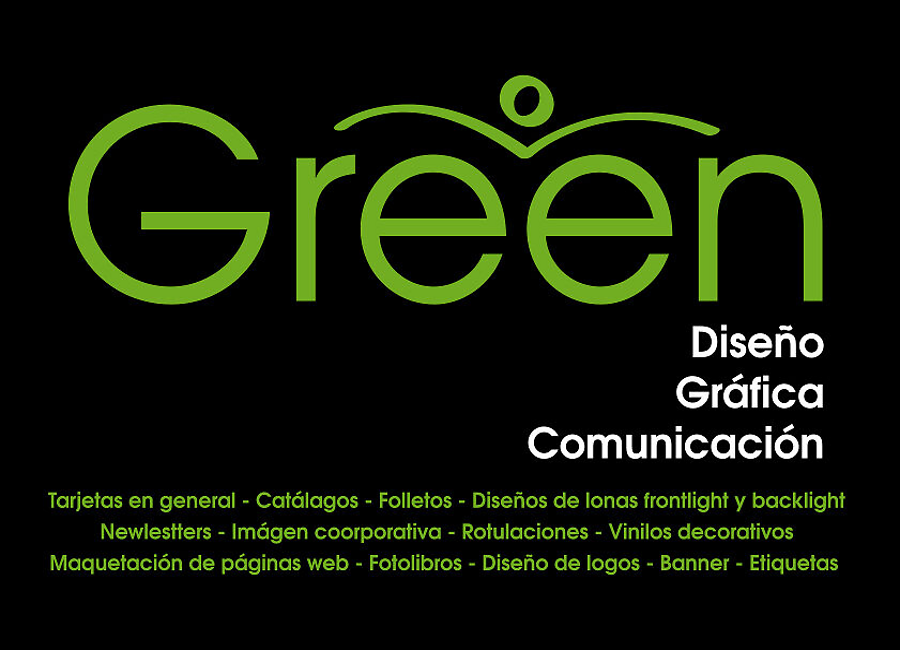 Green
Diseño
Gráfica
Comunicación
Tarjetas en general - Catálagos - Folletos - Diseños de lonas frontlight y backlight
Newlestters - Imágen coorporativa - Rotulaciones - Vinilos decorativos
Maquetación de páginas web - Fotolibros - Diseño de logos - Banner - Etiquetas